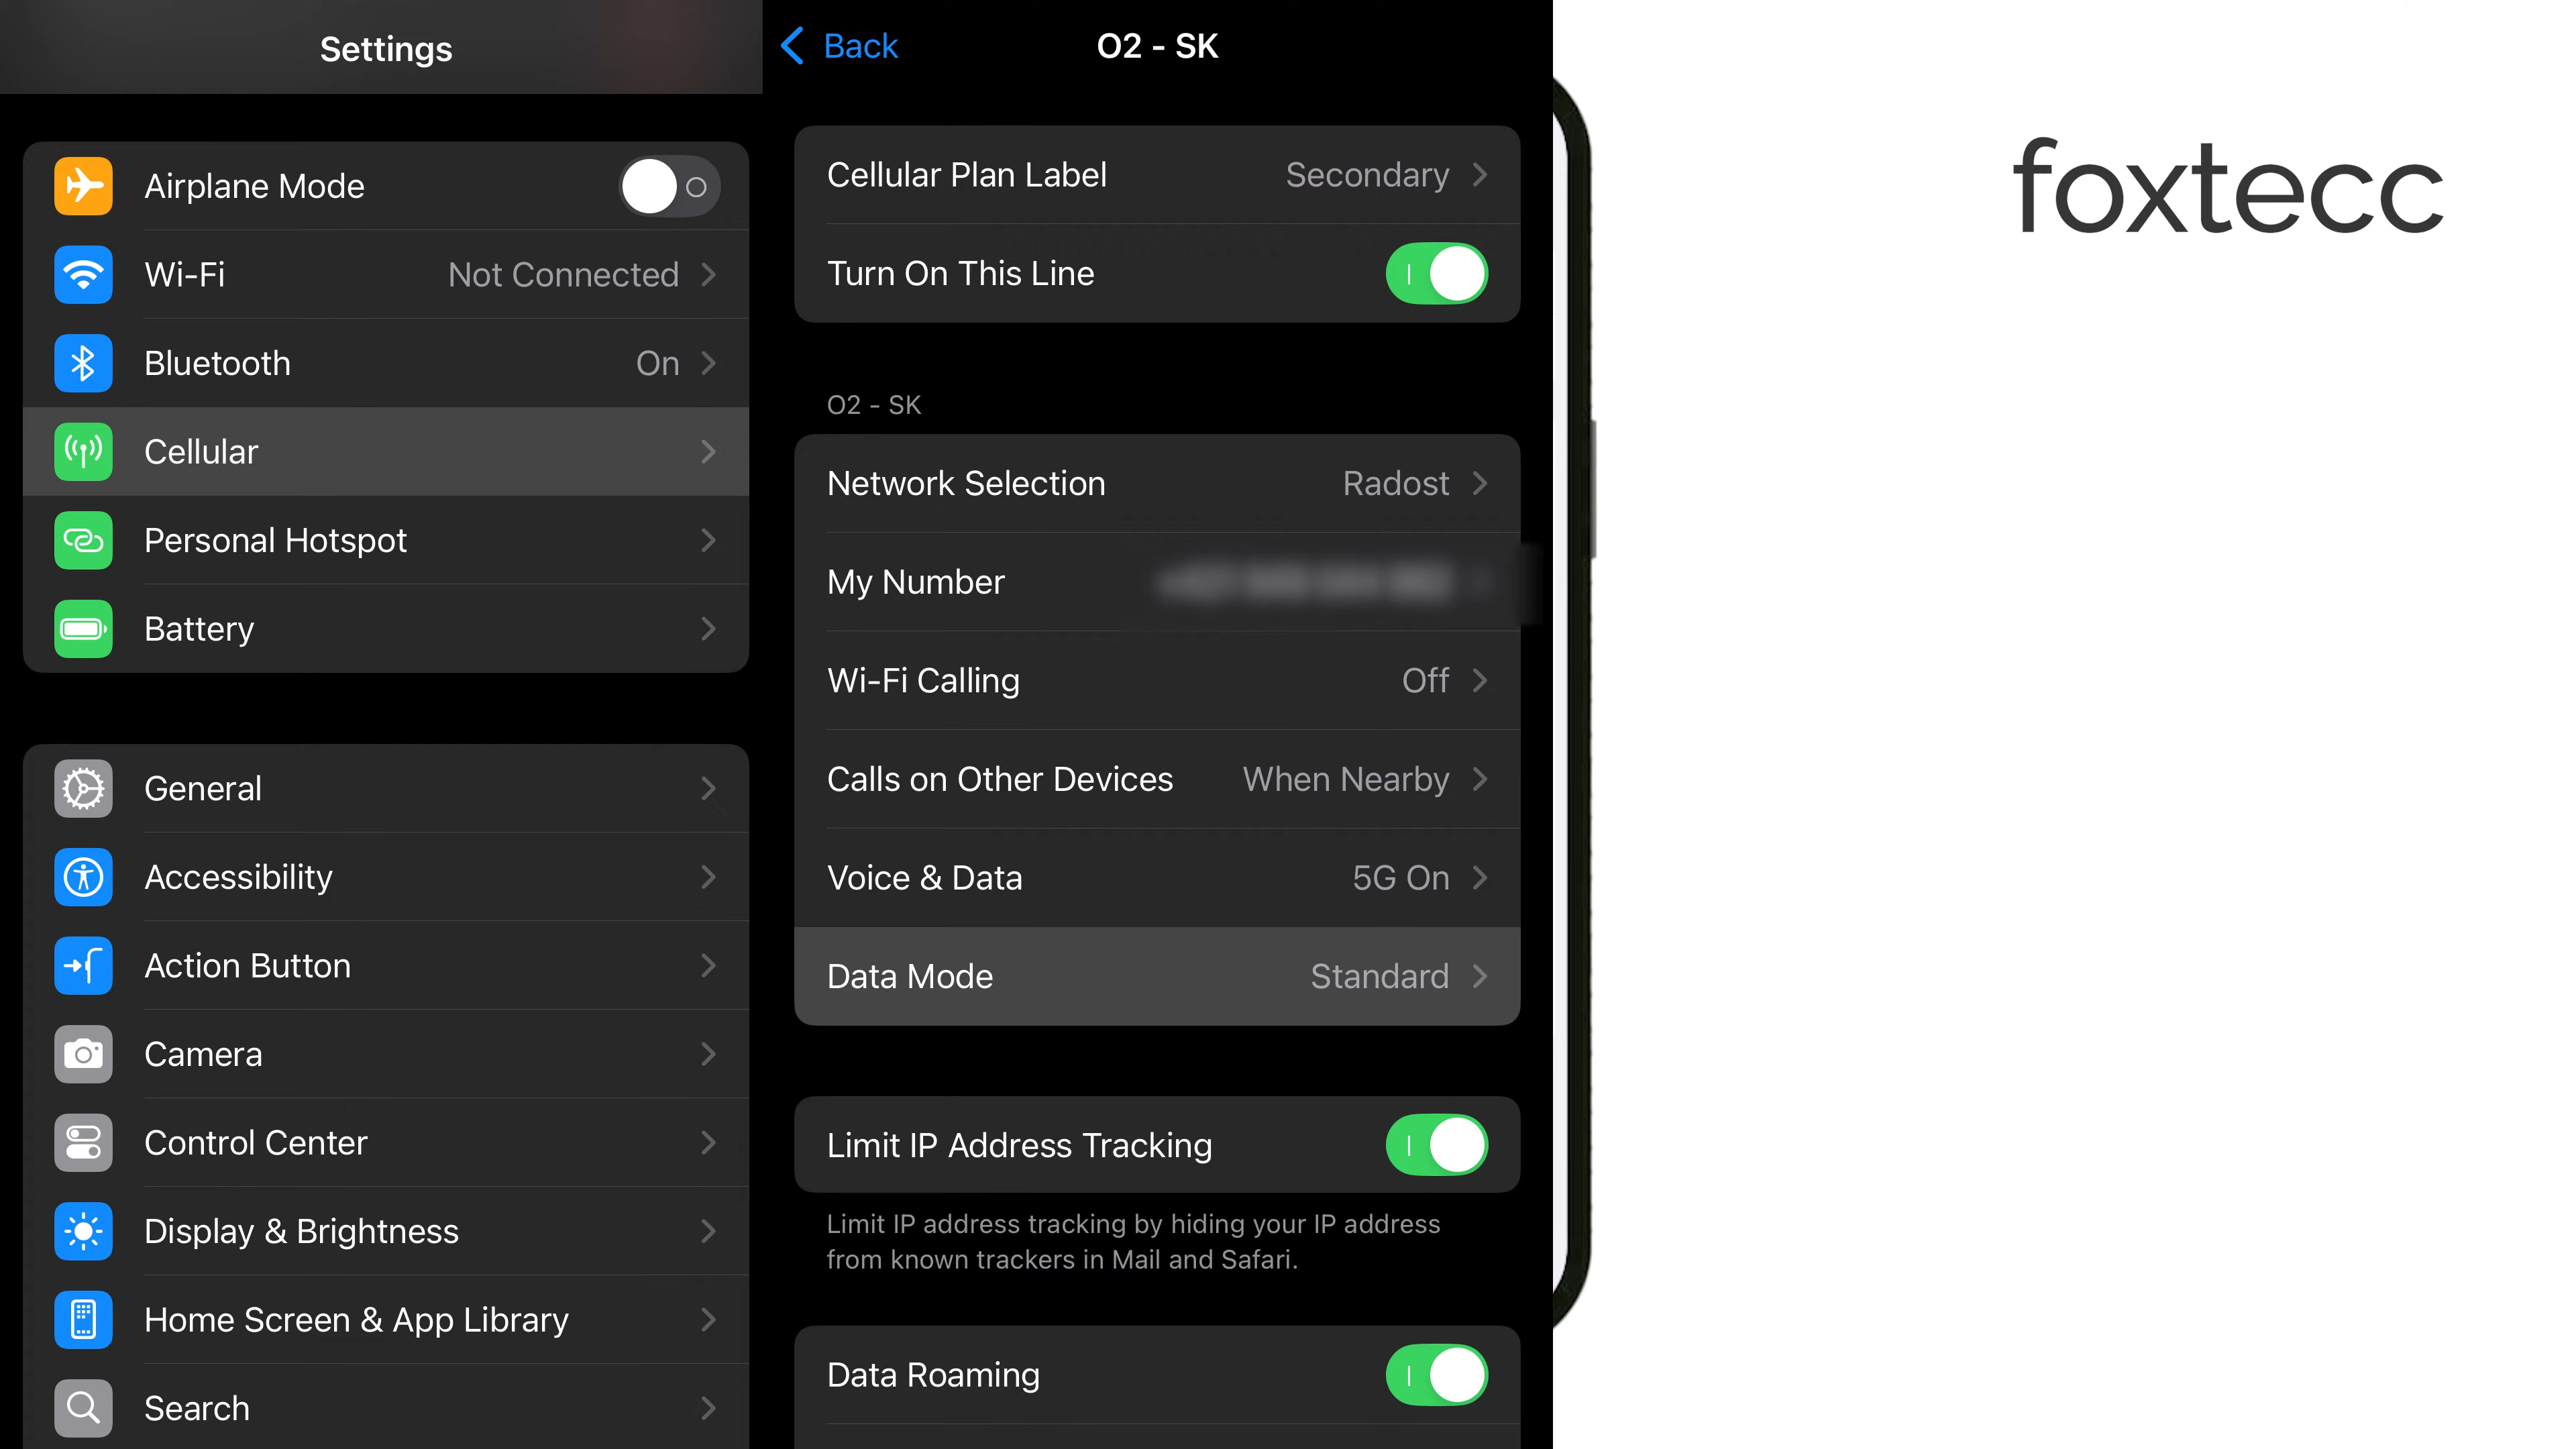 Settings
Airplane Mode
Wi-Fi Not Connected
Bluetooth On
Cellular
Personal Hotspot
Battery
General
Accessibility
Action Button
Camera
Control Center
Display & Brightness
Home Screen & App Library
Search
Back O2 - SK
Cellular Plan Label Secondary
Turn On This Line
O2 - SK
Network Selection Radost
My Number
Wi-Fi Calling Off
Calls on Other Devices When Nearby
Voice & Data 5G On
Data Mode Standard
Limit IP Address Tracking
Limit IP address tracking by hiding your IP address
from known trackers in Mail and Safari.
Data Roaming
foxtecc